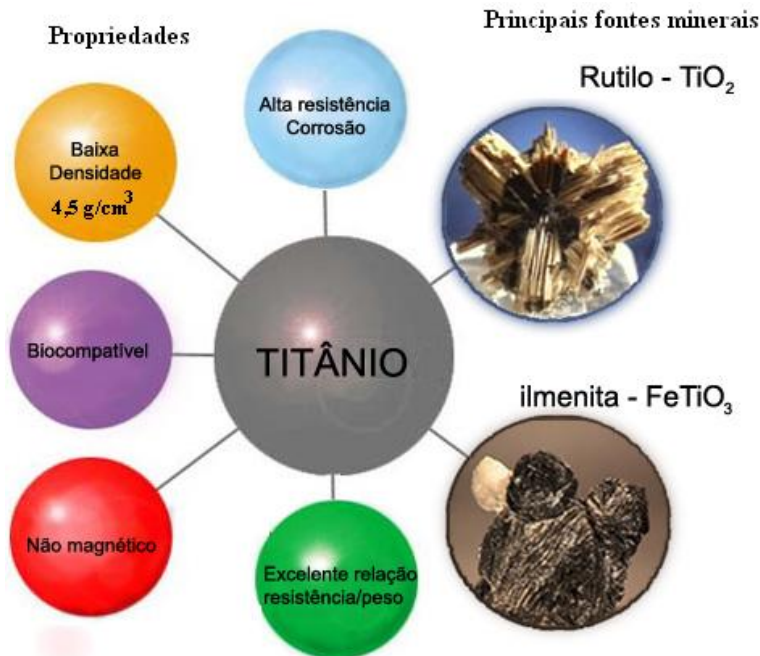 Propriedades
Principais fontes minerais
Alta resistência
Corrosão
Rutilo - TiO₂
Baixa
Densidade
4,5 g/cm³
Biocompatível
TITÂNIO
ilmenita - FeTiO₃
Não magnético
Excelente relação
resistência/peso